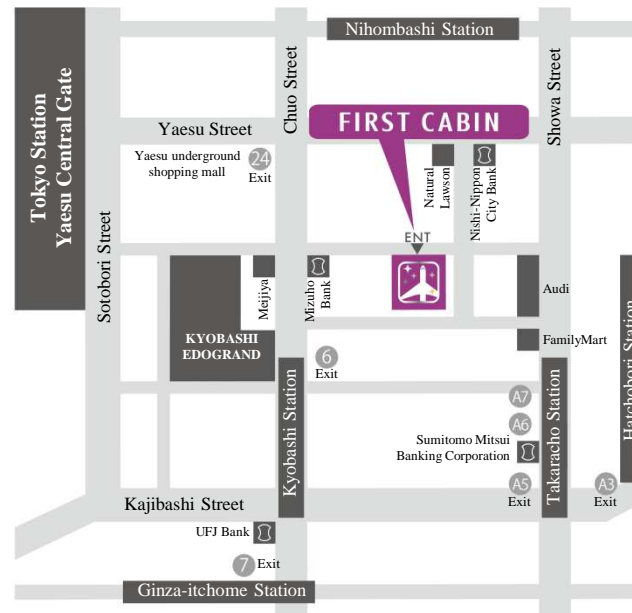 Nihombashi Station
Tokyo Station
Yaesu Central Gate
Chuo Street
Showa Street
FIRST CABIN
Yaesu Street
Yaesu underground
shopping mall
24
Exit
Natural
Lawson
Nishi-Nippon
City Bank
Sotobori Street
ENT
Meijiya
Mizuho
Bank
Audi
KYOBASHI
EDOGRAND
FamilyMart
Hatchobori Station
6
Exit
Kyobashi Station
Takaracho Station
A7
A6
Sumitomo Mitsui
Banking Corporation
A5
Exit
A3
Exit
Kajibashi Street
UFJ Bank
7 Exit
Ginza-itchome Station